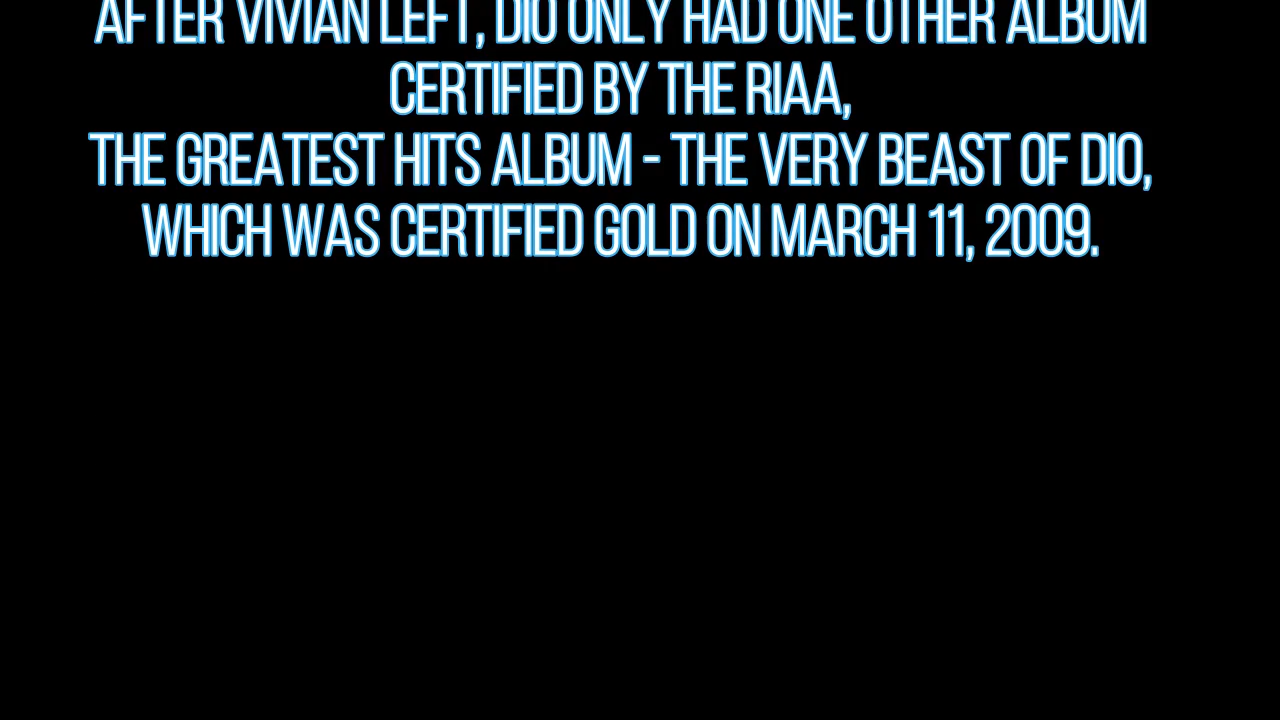 AFTER VIVIAN LEFT, DIO ONLY HAD ONE OTHER ALBUM
CERTIFIED BY THE RIAA,
THE GREATEST HITS ALBUM - THE VERY BEAST OF DIO,
WHICH WAS CERTIFIED GOLD ON MARCH 11, 2009.